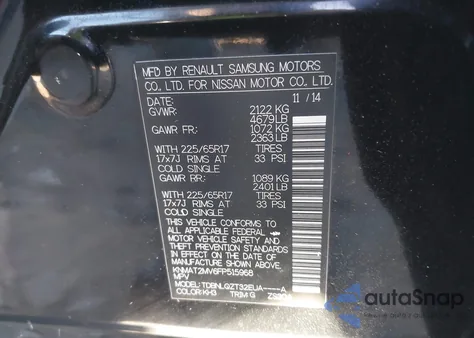 MFD BY RENAULT SAMSUNG MOTORS
CO., LTD. FOR NISSAN MOTOR CO., LTD.
DATE: 11 / 14
GVWR: 2122 KG
4679 LB
GAWR FR: 1072 KG
2363 LB
WITH 225/65R17 TIRES
17x7J RIMS AT 33 PSI
COLD SINGLE
GAWR RR: 1089 KG
2401 LB
WITH 225/65R17 TIRES
17x7J RIMS AT 33 PSI
COLD SINGLE
THIS VEHICLE CONFORMS TO
ALL APPLICABLE FEDERAL
MOTOR VEHICLE SAFETY AND
THEFT PREVENTION STANDARDS
IN EFFECT ON THE DATE OF
MANUFACTURE SHOWN ABOVE.
KNMAT2MV6FP515968
MPV
MODEL: TDBNLQZT32EUA----A
COLOR: KH3 TRIM: G
autoSnap